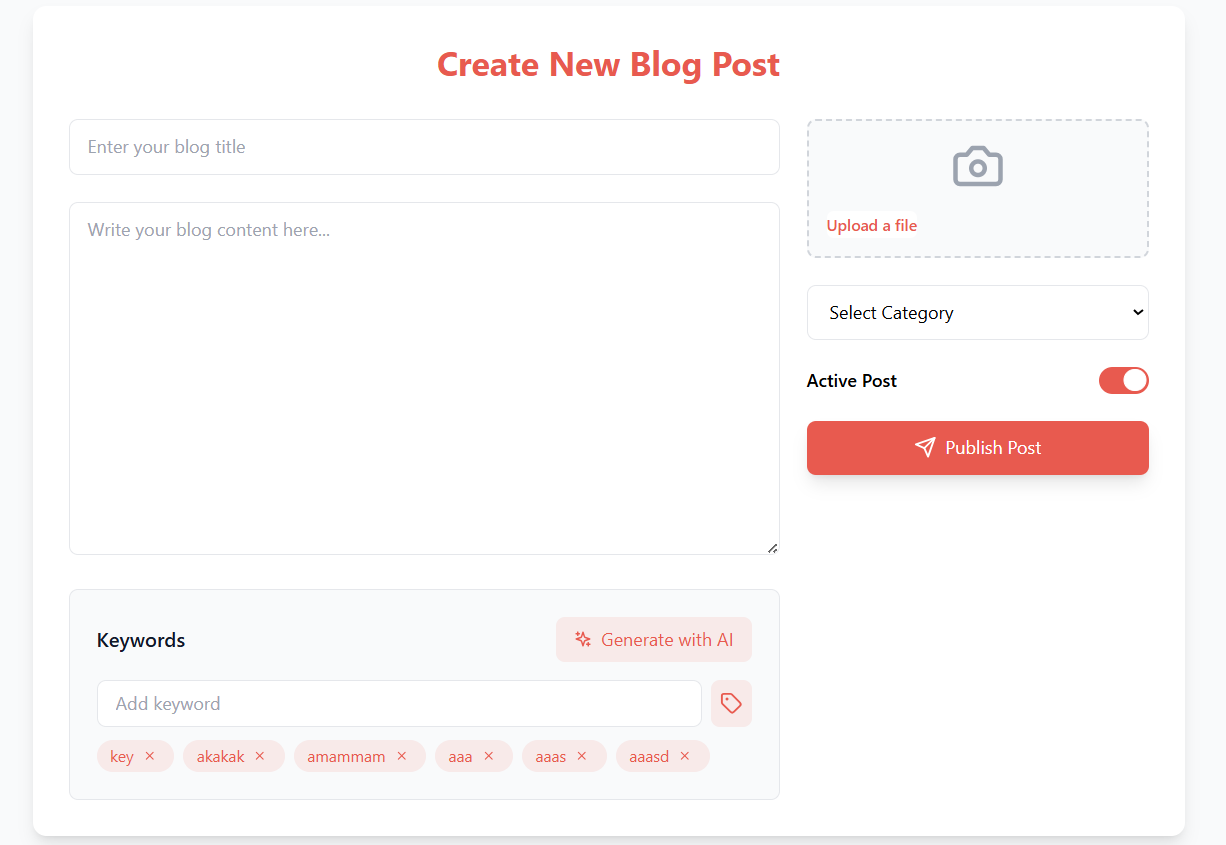 Create New Blog Post
Enter your blog title
Write your blog content here...
Keywords
Generate with AI
Add keyword
key × akakak × amammam × aaa × aaas × aaasd ×
Upload a file
Select Category
Active Post
Publish Post